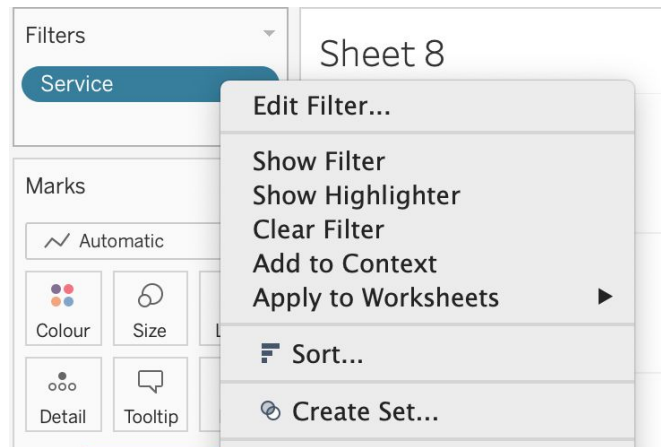 Filters
Service
Sheet 8
Edit Filter...
Show Filter
Show Highlighter
Clear Filter
Add to Context
Apply to Worksheets
Sort...
Create Set...
Marks
Automatic
Colour
Size
Detail
Tooltip